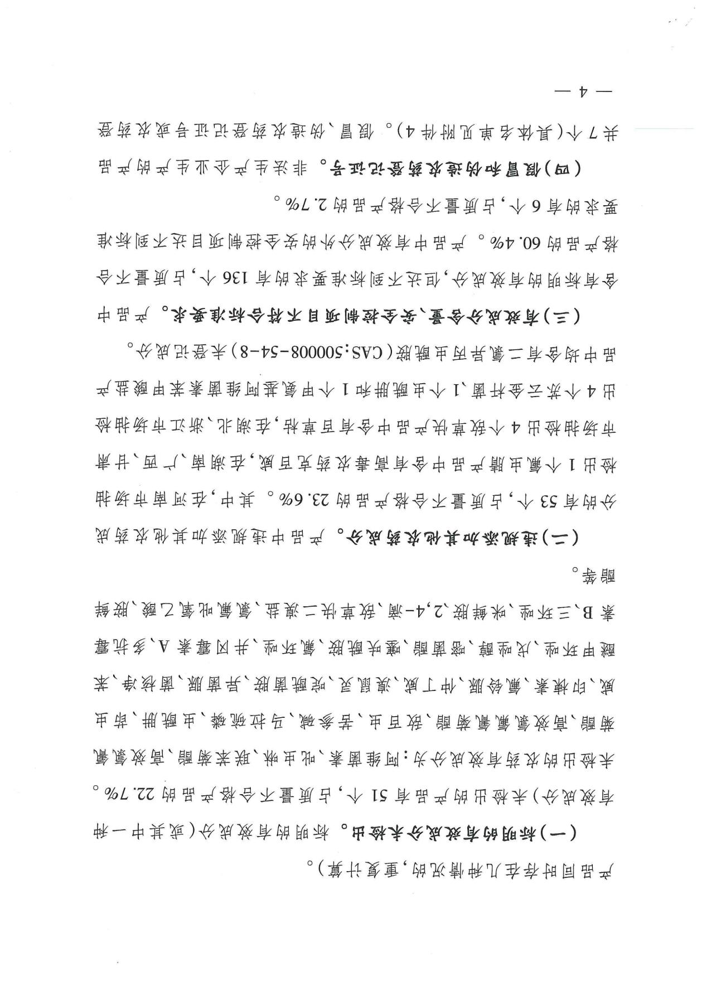 产品同时存在几种情况的,重复计算)。
(一)标明的有效成分未检出。标明的有效成分(或其中一种
有效成分)未检出的产品有 51 个,占质量不合格产品的 22.7%。
未检出的农药有效成分为:阿维菌素、吡虫啉、联苯菊酯、高效氯氰
菊酯、高效氯氟氰菊酯、敌百虫、苦参碱、马拉硫磷、虫酰肼、茚虫
威、印楝素、氟铃脲、仲丁威、溴鼠灵、啶酰菌胺、异菌脲、菌核净、苯
醚甲环唑、戊唑醇、嘧菌酯、噻呋酰胺、氟环唑、井冈霉素 A、多抗霉
素 B、三环唑、咪鲜胺、2,4-滴、敌草快二溴盐、氯氟吡氧乙酸、胺鲜
酯等。
(二)违规添加其他农药成分。产品中违规添加其他农药成
分的有 53 个,占质量不合格产品的 23.6%。其中,在河南市场抽
检出 1 个氟虫腈产品中含有高毒农药克百威,在湖南、广西、甘肃
市场抽检出 4 个敌草快产品中含有百草枯,在湖北、浙江市场抽检
出 4 个苏云金杆菌、1 个虫酰肼和 1 个甲氨基阿维菌素苯甲酸盐产
品中均含有二氯异丙虫酰胺(CAS:500008-54-8)未登记成分。
(三)有效成分含量、安全控制项目不符合标准要求。产品中
含有标明的有效成分,但达不到标准要求的有 136 个,占质量不合
格产品的 60.4%。产品中有效成分外的安全控制项目达不到标准
要求的有 6 个,占质量不合格产品的 2.7%。
(四)假冒和伪造农药登记证号。非法生产企业生产的产品
共 7 个(具体名单见附件 4)。假冒、伪造农药登记证号或农药登
— 4 —